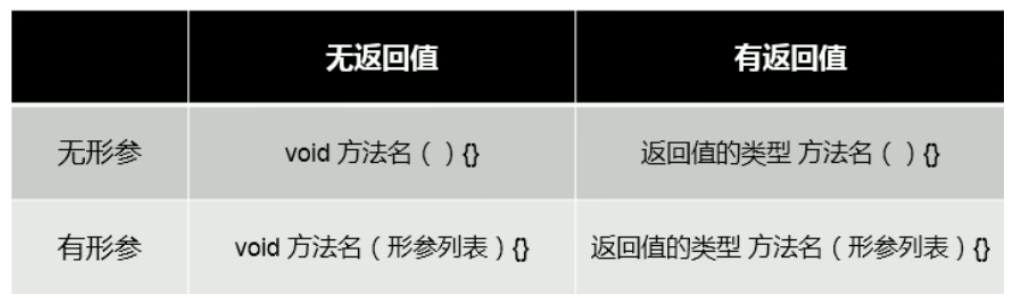 无返回值 有返回值
无形参 void 方法名（ ）{} 返回值的类型 方法名（ ）{}
有形参 void 方法名（形参列表）{} 返回值的类型 方法名（形参列表）{}